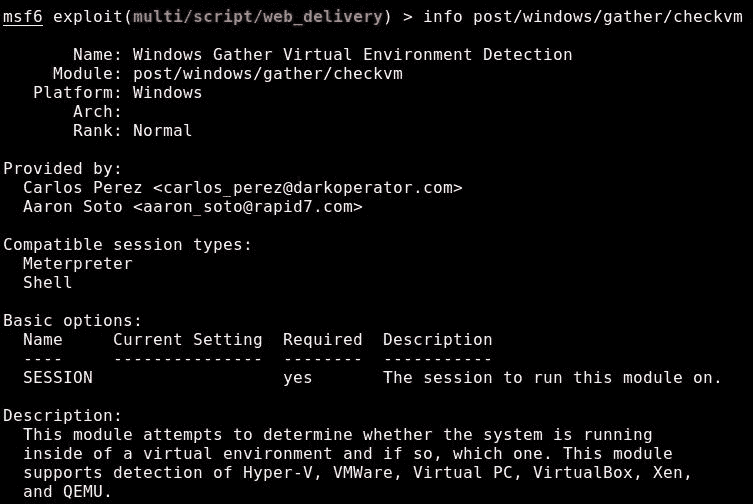 msf6 exploit(multi/script/web_delivery) > info post/windows/gather/checkvm

       Name: Windows Gather Virtual Environment Detection
     Module: post/windows/gather/checkvm
   Platform: Windows
       Arch:
       Rank: Normal

Provided by:
  Carlos Perez <carlos_perez@darkoperator.com>
  Aaron Soto <aaron_soto@rapid7.com>

Compatible session types:
  Meterpreter
  Shell

Basic options:
  Name     Current Setting  Required  Description
  ----     ---------------  --------  -----------
  SESSION                   yes       The session to run this module on.

Description:
  This module attempts to determine whether the system is running
  inside of a virtual environment and if so, which one. This module
  supports detection of Hyper-V, VMWare, Virtual PC, VirtualBox, Xen,
  and QEMU.